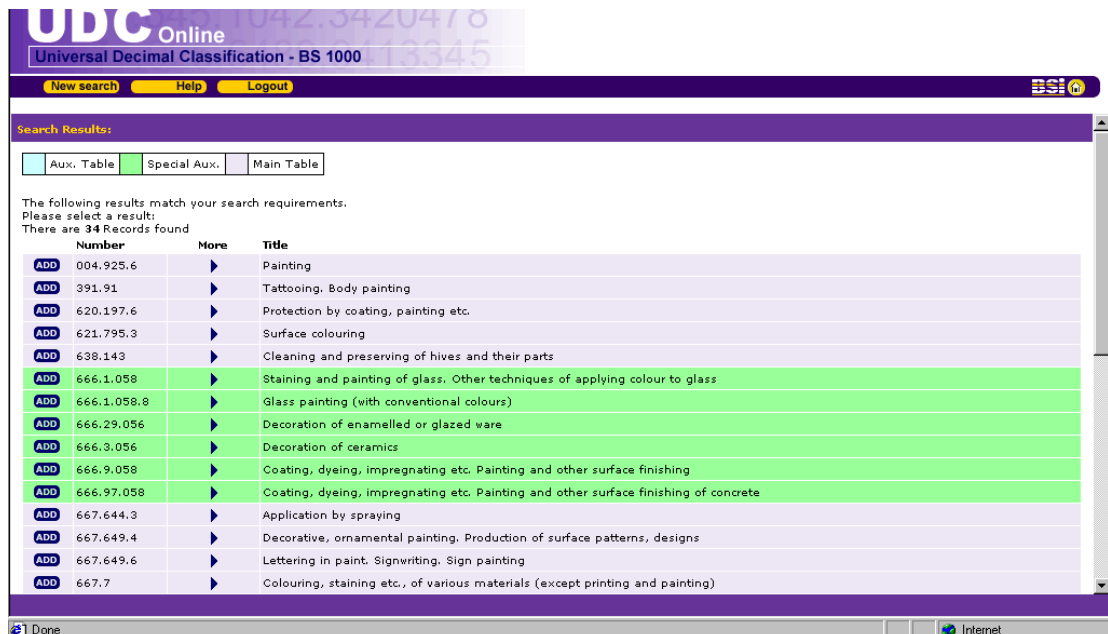 UDC Online
Universal Decimal Classification - BS 1000
New search Help Logout BSi
Search Results:
Aux. Table Special Aux. Main Table
The following results match your search requirements.
Please select a result:
There are 34 Records found
Number More Title
ADD 004.925.6 Painting
ADD 391.91 Tattooing. Body painting
ADD 620.197.6 Protection by coating, painting etc.
ADD 621.795.3 Surface colouring
ADD 638.143 Cleaning and preserving of hives and their parts
ADD 666.1.058 Staining and painting of glass. Other techniques of applying colour to glass
ADD 666.1.058.8 Glass painting (with conventional colours)
ADD 666.29.056 Decoration of enamelled or glazed ware
ADD 666.3.056 Decoration of ceramics
ADD 666.9.058 Coating, dyeing, impregnating etc. Painting and other surface finishing
ADD 666.97.058 Coating, dyeing, impregnating etc. Painting and other surface finishing of concrete
ADD 667.644.3 Application by spraying
ADD 667.649.4 Decorative, ornamental painting. Production of surface patterns, designs
ADD 667.649.6 Lettering in paint. Signwriting. Sign painting
ADD 667.7 Colouring, staining etc., of various materials (except printing and painting)
Done Internet